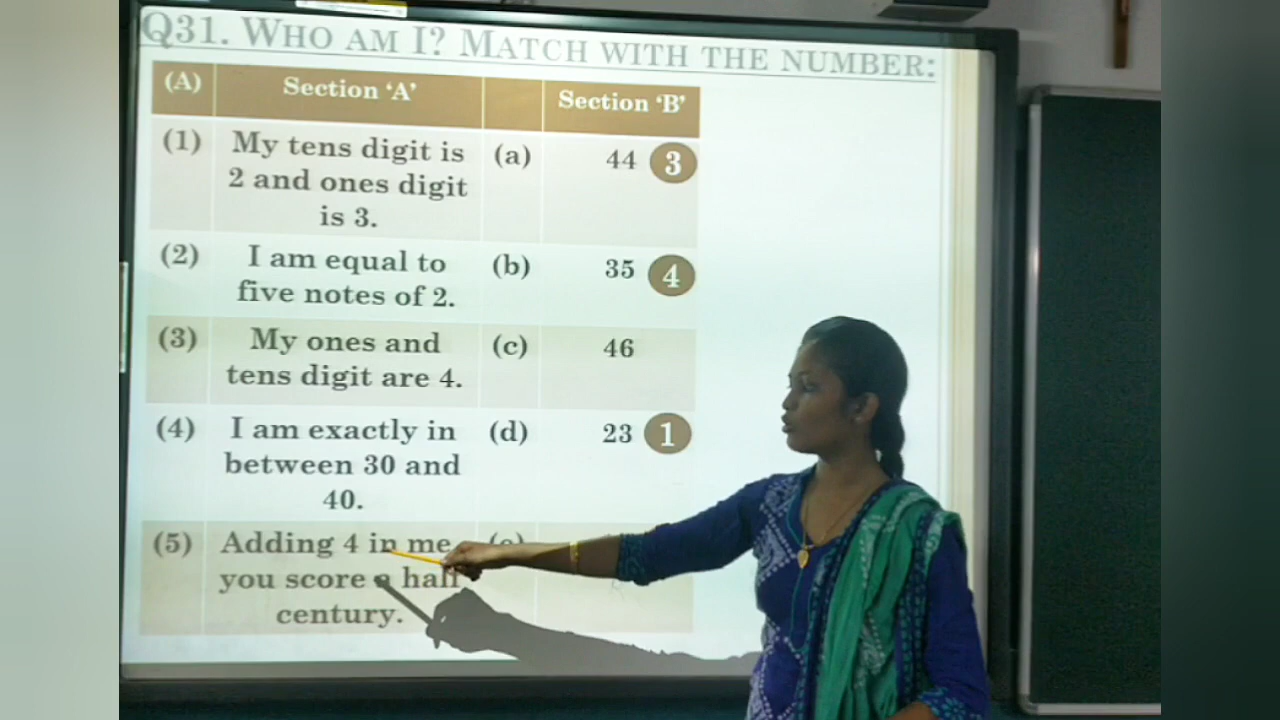 Q31. WHO AM I? MATCH WITH THE NUMBER:
(A) Section ‘A’ Section ‘B’
(1) My tens digit is (a) 44 3
2 and ones digit
is 3.
(2) I am equal to (b) 35 4
five notes of 2.
(3) My ones and (c) 46
tens digit are 4.
(4) I am exactly in (d) 23 1
between 30 and
40.
(5) Adding 4 in me (e)
you score a half
century.